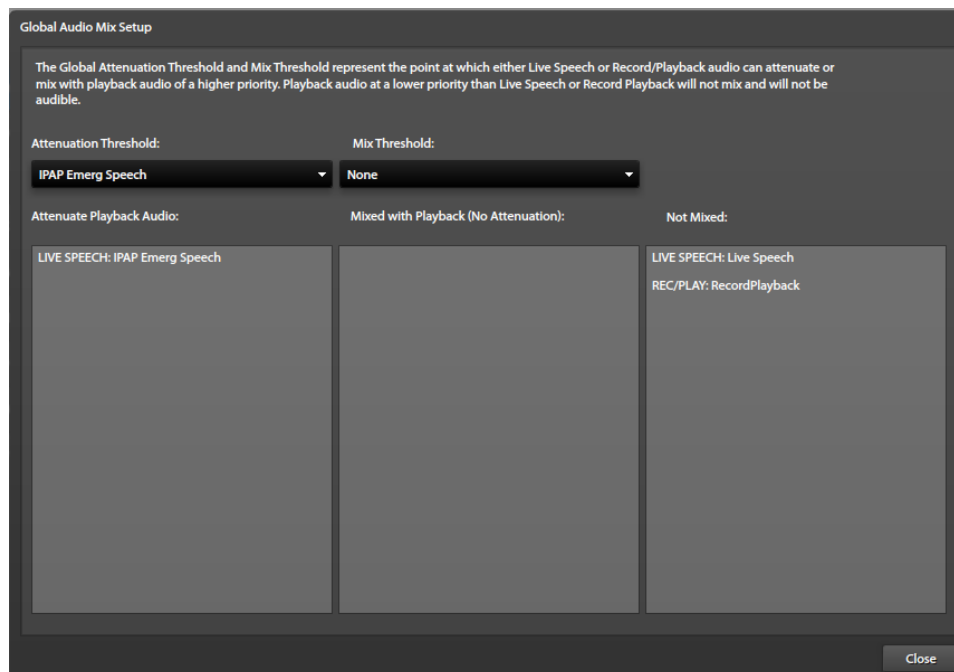 Global Audio Mix Setup
The Global Attenuation Threshold and Mix Threshold represent the point at which either Live Speech or Record/Playback audio can attenuate or
mix with playback audio of a higher priority. Playback audio at a lower priority than Live Speech or Record Playback will not mix and will not be
audible.
Attenuation Threshold:
Mix Threshold:
IPAP Emerg Speech
None
Attenuate Playback Audio:
Mixed with Playback (No Attenuation):
Not Mixed:
LIVE SPEECH: IPAP Emerg Speech
LIVE SPEECH: Live Speech
REC/PLAY: RecordPlayback
Close